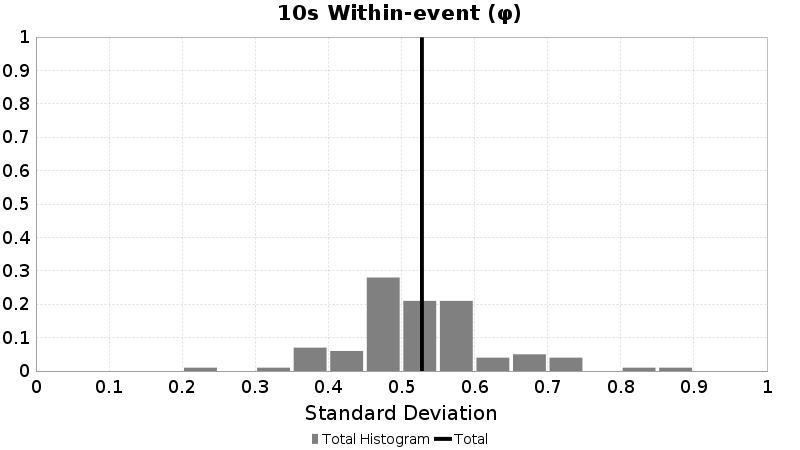 10s Within-event (φ)
1
0.9
0.8
0.7
0.6
0.5
0.4
0.3
0.2
0.1
0
0 0.1 0.2 0.3 0.4 0.5 0.6 0.7 0.8 0.9 1
Standard Deviation
Total Histogram Total